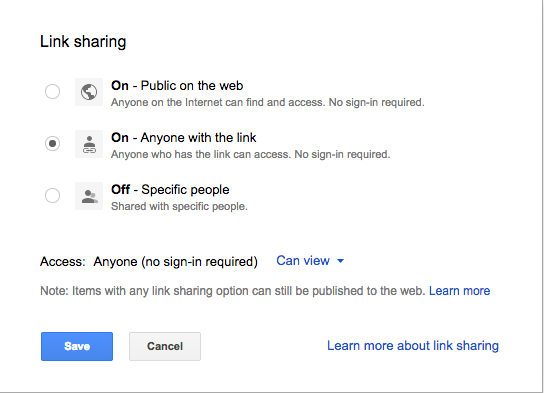 Link sharing
On - Public on the web
Anyone on the Internet can find and access. No sign-in required.
On - Anyone with the link
Anyone who has the link can access. No sign-in required.
Off - Specific people
Shared with specific people.
Access: Anyone (no sign-in required) Can view
Note: Items with any link sharing option can still be published to the web. Learn more
Save Cancel Learn more about link sharing